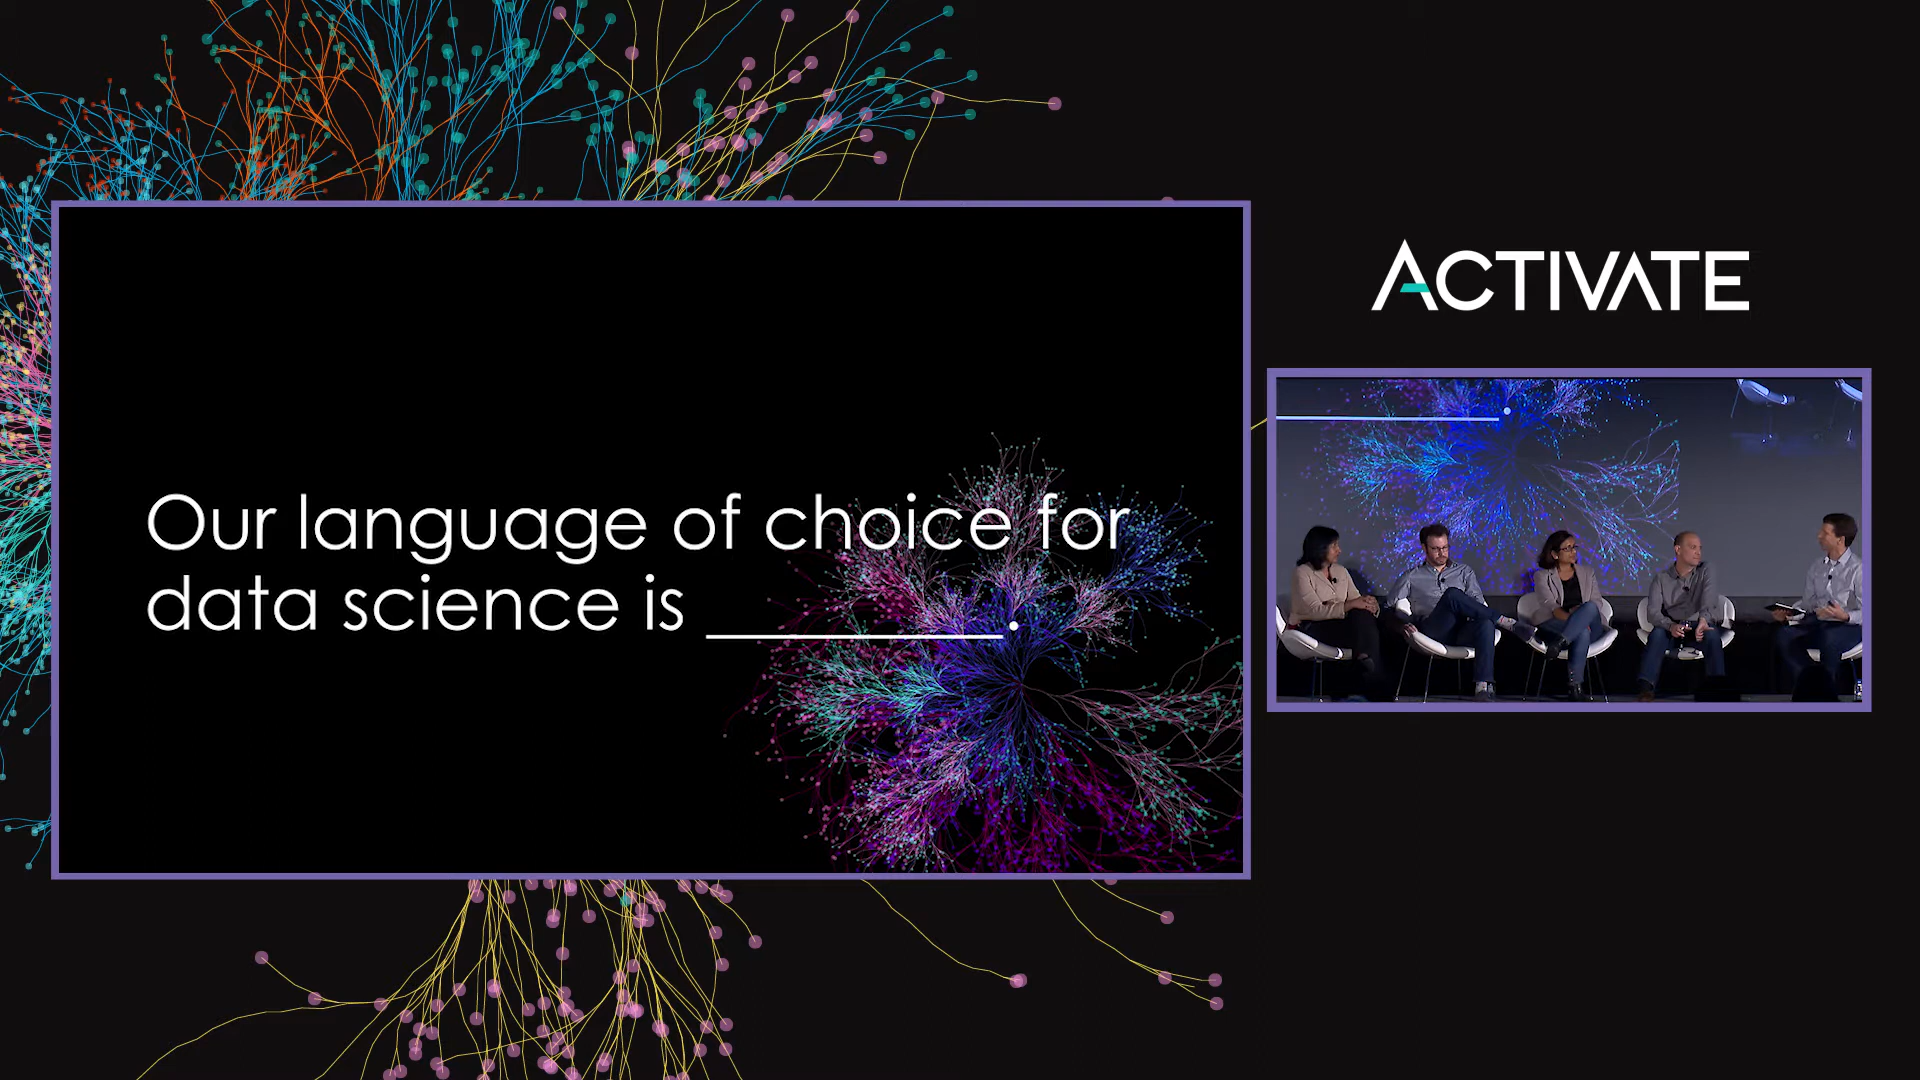 Our language of choice for
data science is ________.
ACTIVATE